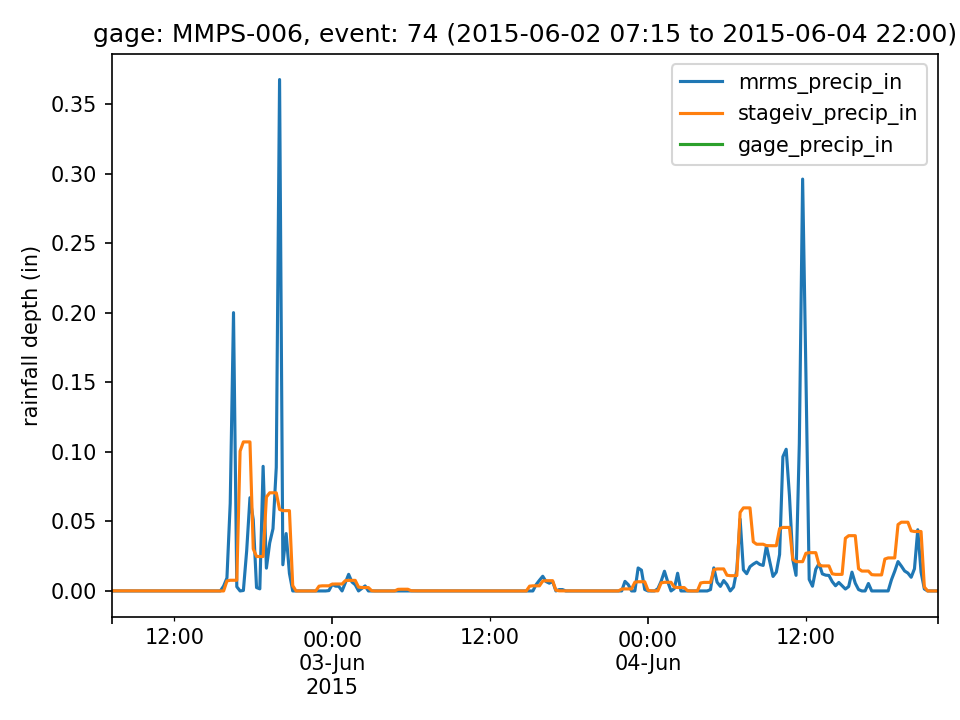 gage: MMPS-006, event: 74 (2015-06-02 07:15 to 2015-06-04 22:00)
mrms_precip_in
stageiv_precip_in
gage_precip_in
rainfall depth (in)
0.35
0.30
0.25
0.20
0.15
0.10
0.05
0.00
12:00 00:00 12:00 00:00 12:00
03-Jun 04-Jun
2015